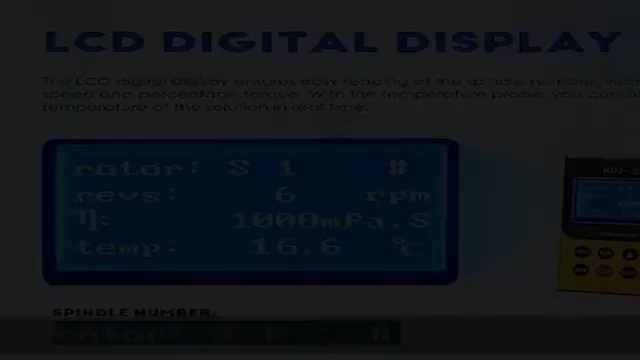 LCD DIGITAL DISPLAY
The LCD digital display ensures easy reading of the spindle number,
speed and percentage torque. With the temperature probe, you can
temperature of the solution in real time.
rotor: S 1 #
revs: 6 rpm
η: 1000mPa.S
temp: 16.6 ℃
SPINDLE NUMBER: